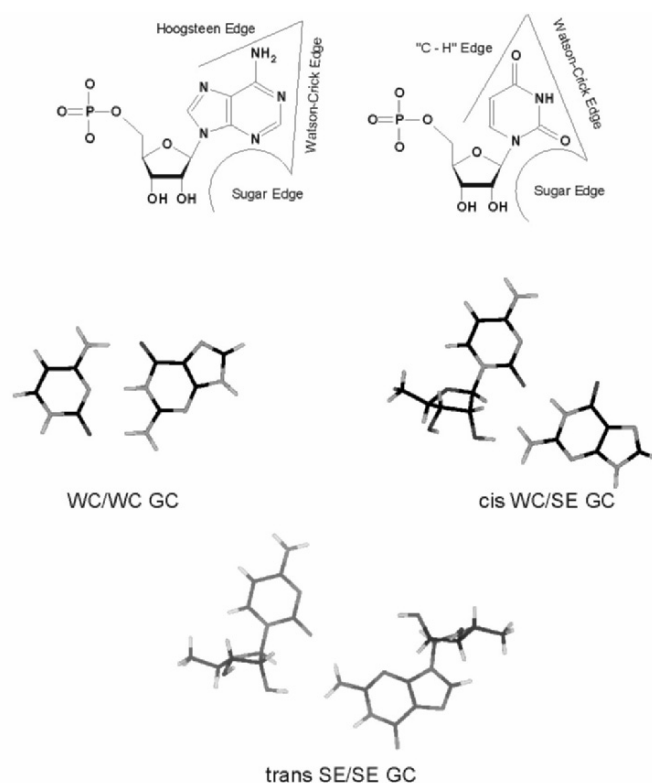 Hoogsteen Edge
NH2
N
N
N
N
Watson-Crick Edge
O
O
P
O
O
O
Sugar Edge
OH
OH
"C - H" Edge
O
NH
N
O
Watson-Crick Edge
O
O
P
O
O
O
Sugar Edge
OH
OH
WC/WC GC
cis WC/SE GC
trans SE/SE GC